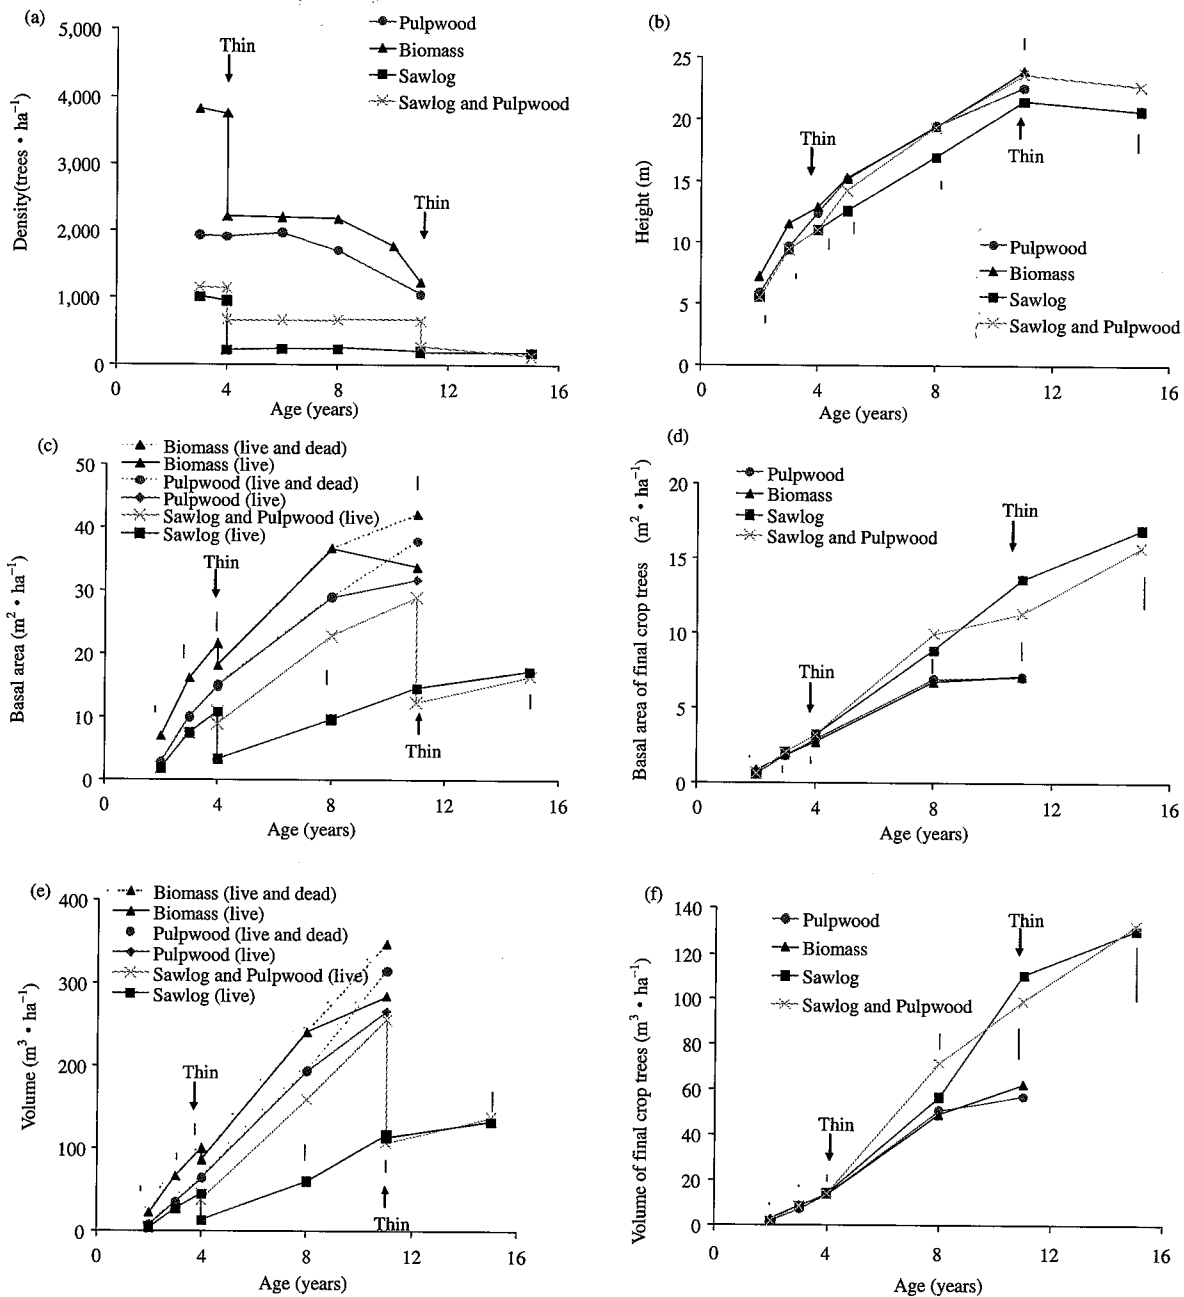 (a)
5,000
4,000
3,000
2,000
1,000
0
Density(trees • ha⁻¹)
Thin
Thin
Pulpwood
Biomass
Sawlog
Sawlog and Pulpwood
0 4 8 12 16
Age (years)
(b)
25
20
15
10
5
0
Height (m)
Thin
Thin
Pulpwood
Biomass
Sawlog
Sawlog and Pulpwood
0 4 8 12 16
Age (years)
(c)
Biomass (live and dead)
Biomass (live)
Pulpwood (live and dead)
Pulpwood (live)
Sawlog and Pulpwood (live)
Sawlog (live)
50
40
30
20
10
0
Basal area (m² • ha⁻¹)
Thin
Thin
0 4 8 12 16
Age (years)
(d)
Pulpwood
Biomass
Sawlog
Sawlog and Pulpwood
20
15
10
5
0
Basal area of final crop trees (m² • ha⁻¹)
Thin
Thin
0 4 8 12 16
Age (years)
(e)
Biomass (live and dead)
Biomass (live)
Pulpwood (live and dead)
Pulpwood (live)
Sawlog and Pulpwood (live)
Sawlog (live)
400
300
200
100
0
Volume (m³ • ha⁻¹)
Thin
Thin
0 4 8 12 16
Age (years)
(f)
Pulpwood
Biomass
Sawlog
Sawlog and Pulpwood
140
120
100
80
60
40
20
0
Volume of final crop trees (m³ • ha⁻¹)
Thin
Thin
0 4 8 12 16
Age (years)